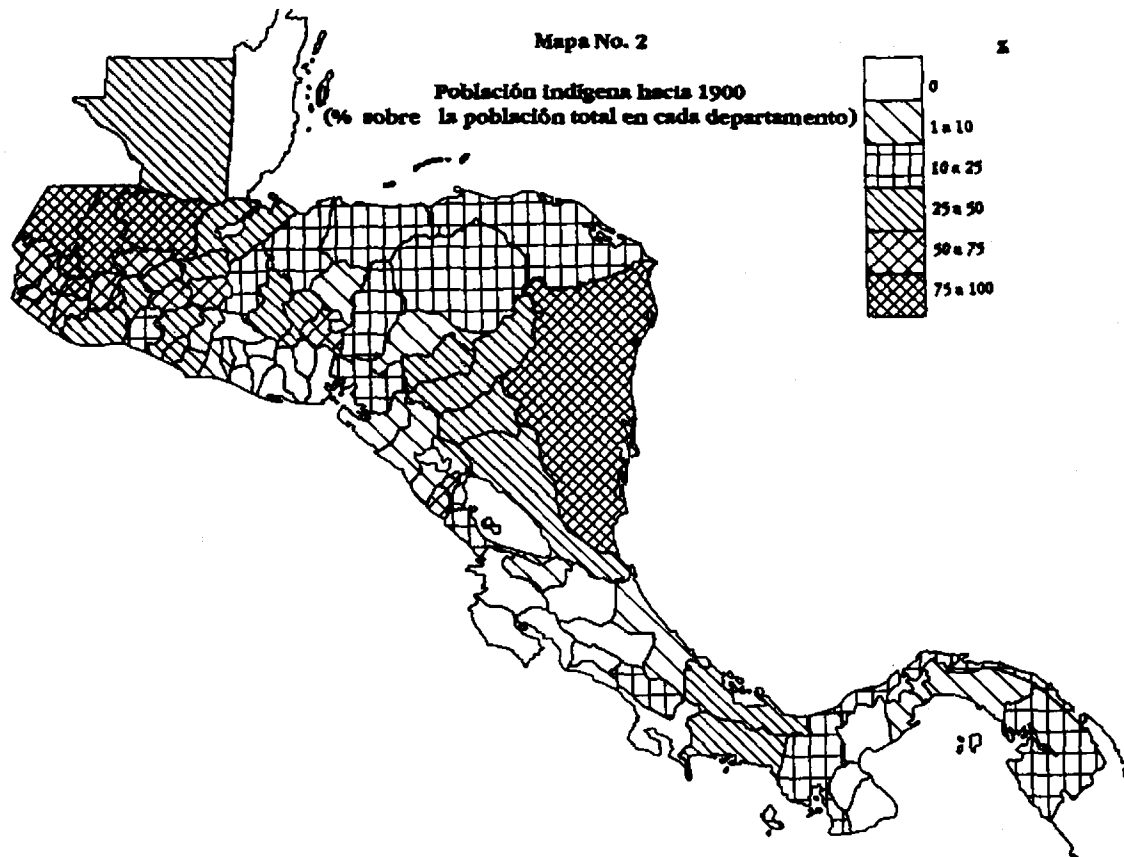 Mapa No. 2
Población indígena hacia 1900
(% sobre la población total en cada departamento)
%
0
1 a 10
10 a 25
25 a 50
50 a 75
75 a 100